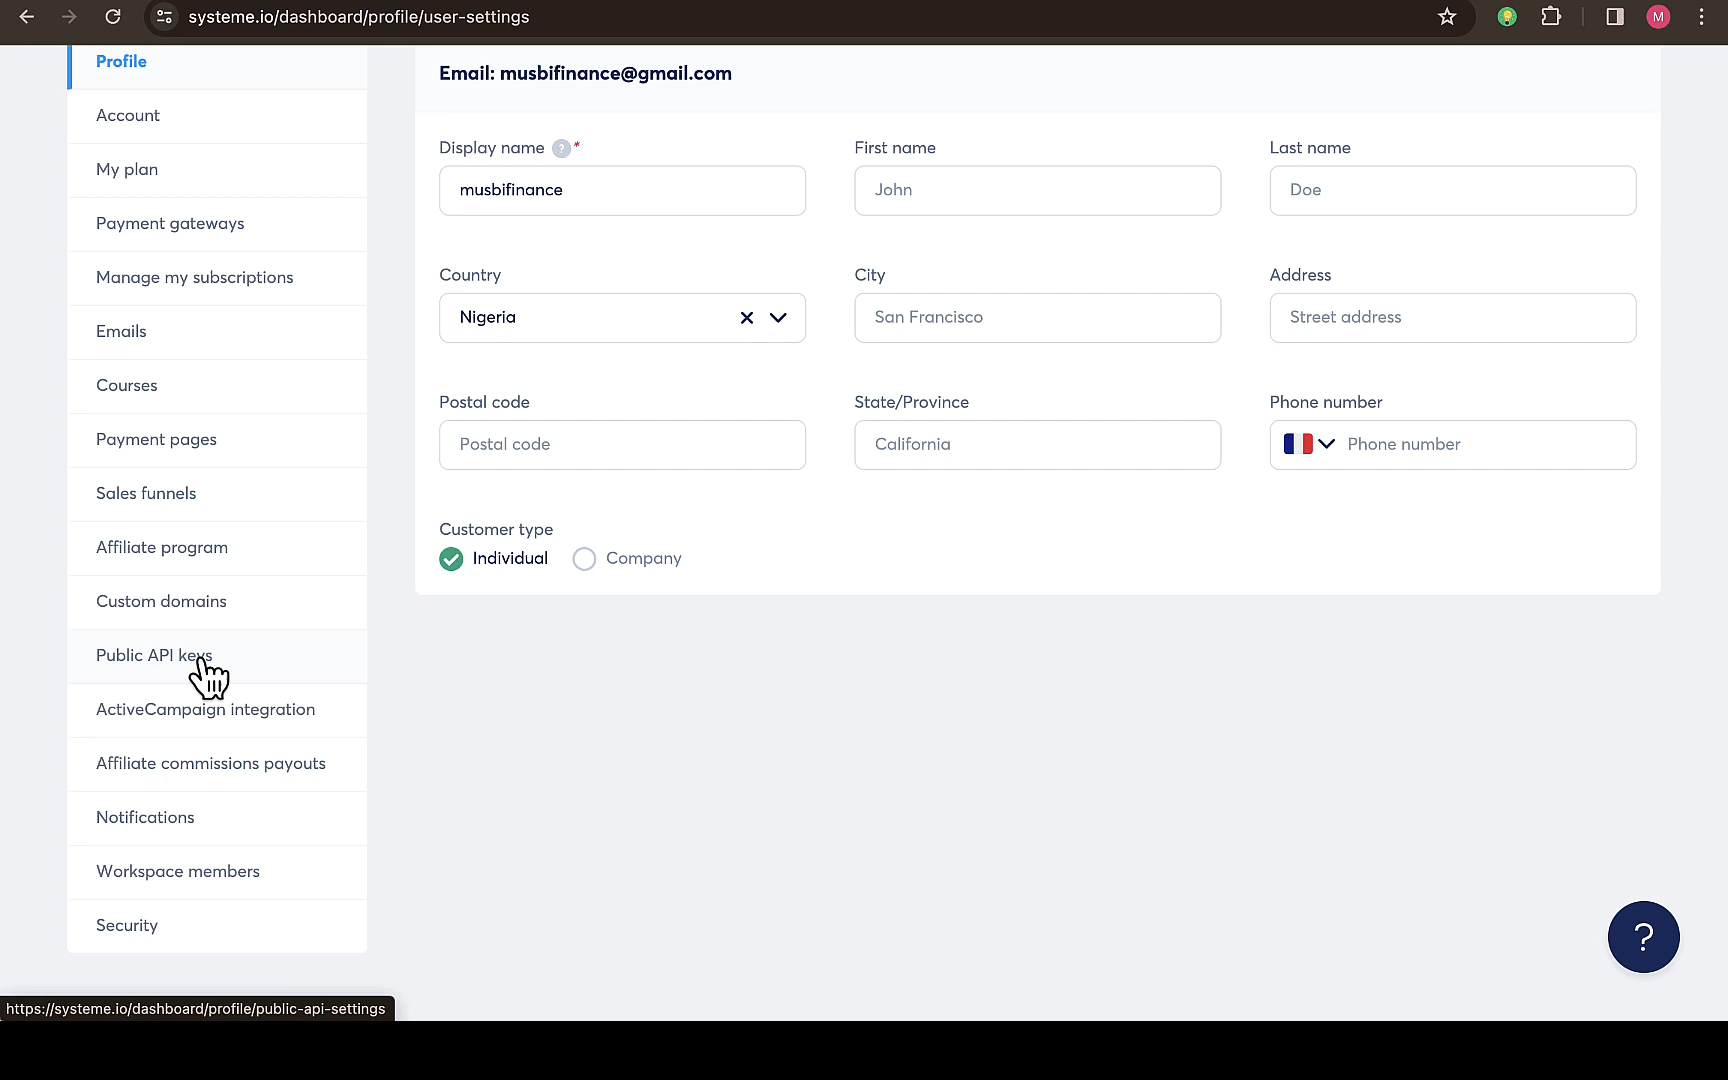 systeme.io/dashboard/profile/user-settings
M
Profile
Account
My plan
Payment gateways
Manage my subscriptions
Emails
Courses
Payment pages
Sales funnels
Affiliate program
Custom domains
Public API keys
ActiveCampaign integration
Affiliate commissions payouts
Notifications
Workspace members
Security
Email: musbifinance@gmail.com
Display name ? * First name Last name
musbifinance John Doe
Country City Address
Nigeria San Francisco Street address
Postal code State/Province Phone number
Postal code California Phone number
Customer type
Individual Company
?
https://systeme.io/dashboard/profile/public-api-settings